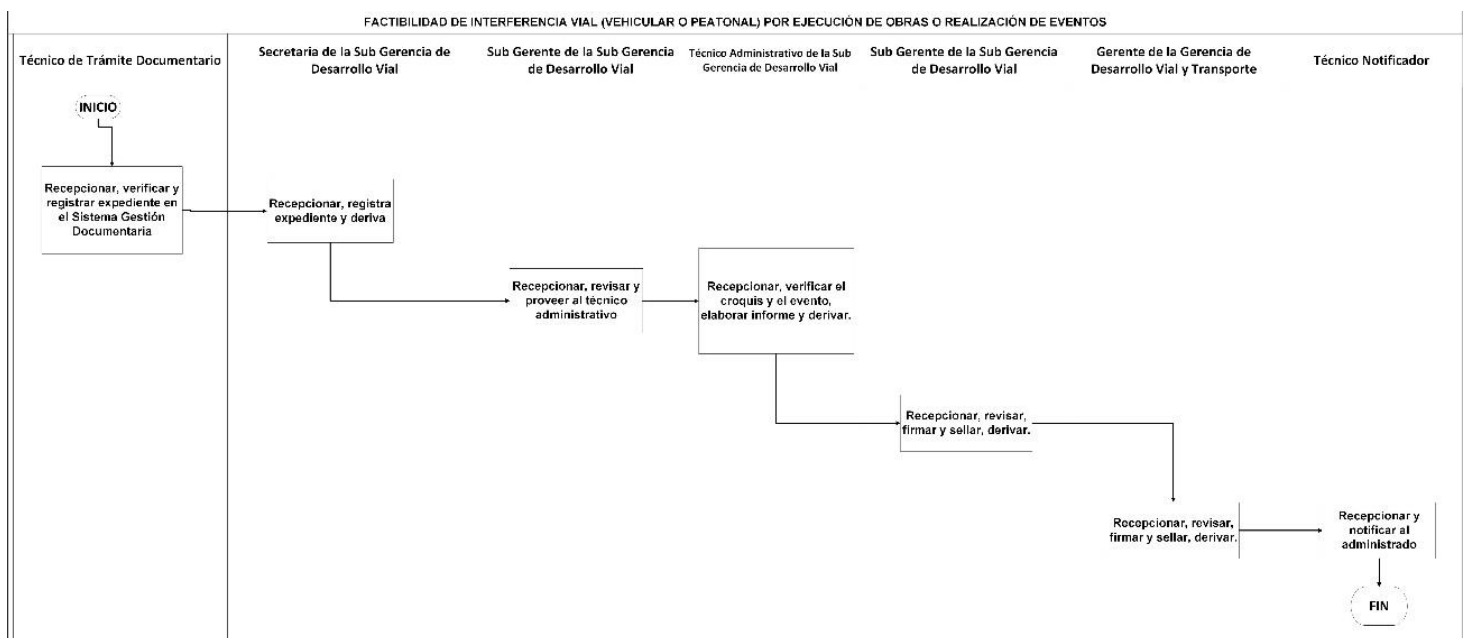 FACTIBILIDAD DE INTERFERENCIA VIAL (VEHICULAR O PEATONAL) POR EJECUCIÓN DE OBRAS O REALIZACIÓN DE EVENTOS
Técnico de Trámite Documentario
Secretaria de la Sub Gerencia de
Desarrollo Vial
Sub Gerente de la Sub Gerencia
de Desarrollo Vial
Técnico Administrativo de la Sub
Gerencia de Desarrollo Vial
Sub Gerente de la Sub Gerencia
de Desarrollo Vial
Gerente de la Gerencia de
Desarrollo Vial y Transporte
Técnico Notificador
INICIO
Recepcionar, verificar y
registrar expediente en
el Sistema Gestión
Documentaria
Recepcionar, registra
expediente y deriva
Recepcionar, revisar y
proveer al técnico
administrativo
Recepcionar, verificar el
croquis y el evento,
elaborar informe y derivar.
Recepcionar, revisar,
firmar y sellar, derivar.
Recepcionar, revisar,
firmar y sellar, derivar.
Recepcionar y
notificar al
administrado
FIN